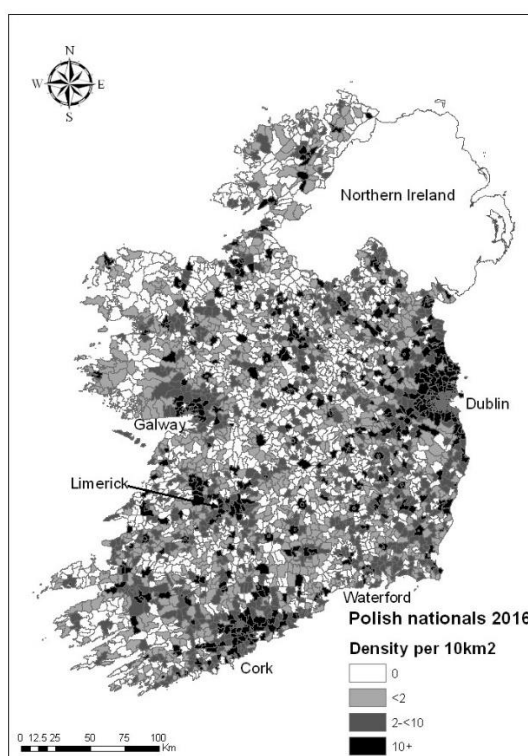 N
W E
S
Northern Ireland
Dublin
Galway
Limerick
Waterford
Polish nationals 2016
Cork
Density per 10km2
0
<2
2-<10
10+
0 12.5 25 50 75 100
Km